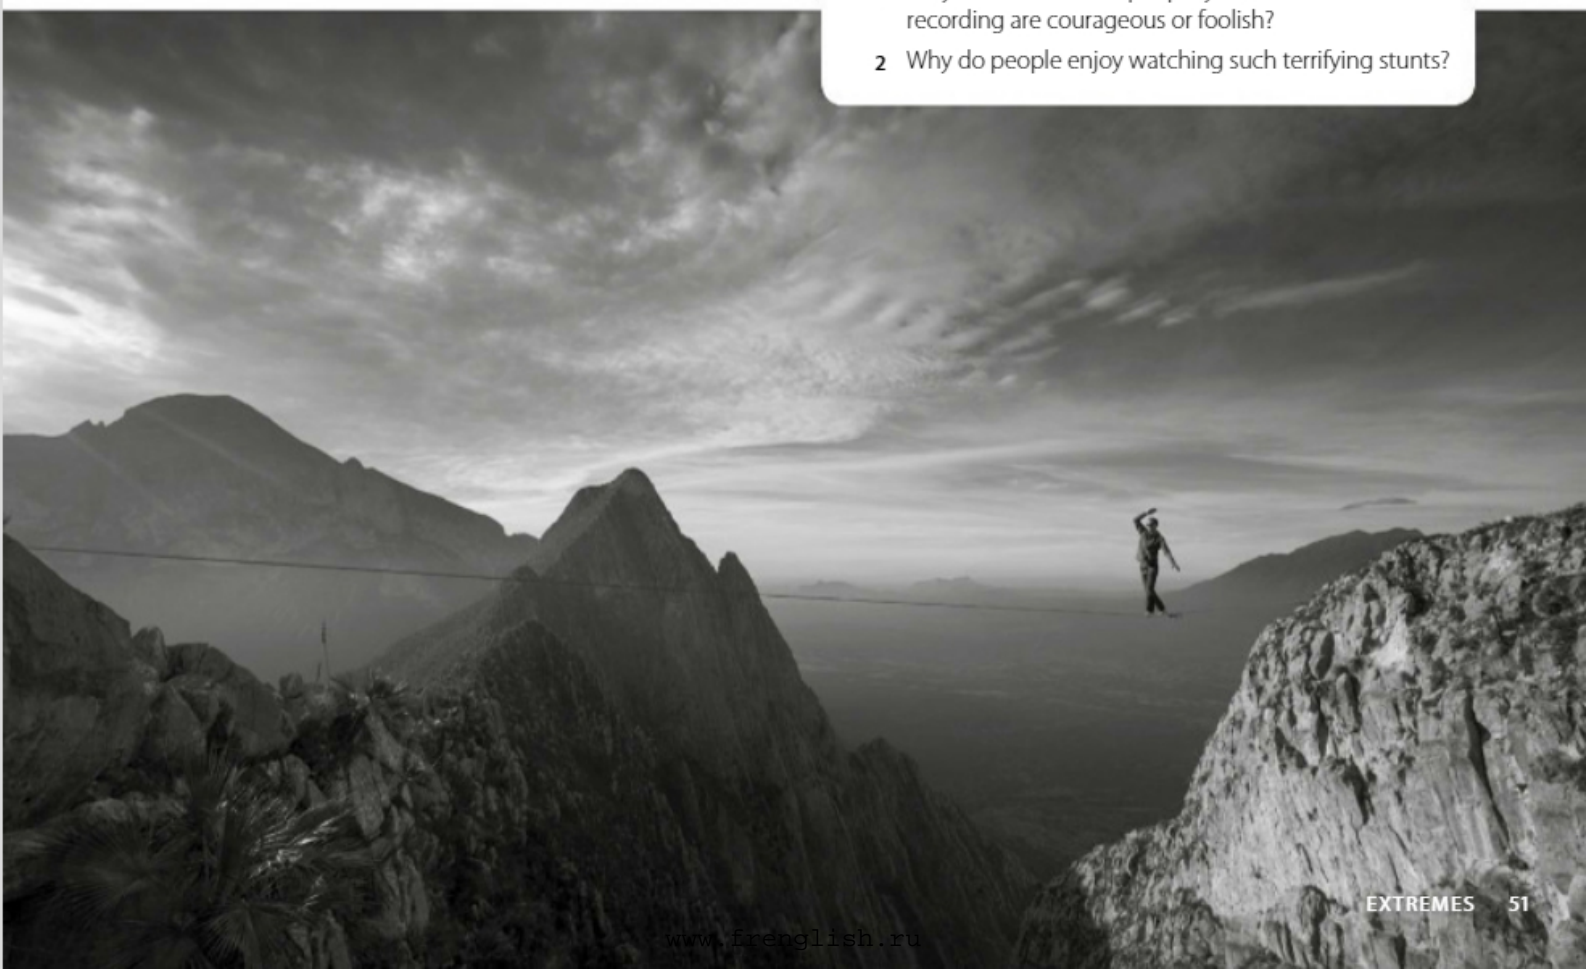 recording are courageous or foolish?
2 Why do people enjoy watching such terrifying stunts?
EXTREMES 51
www.frenglish.ru